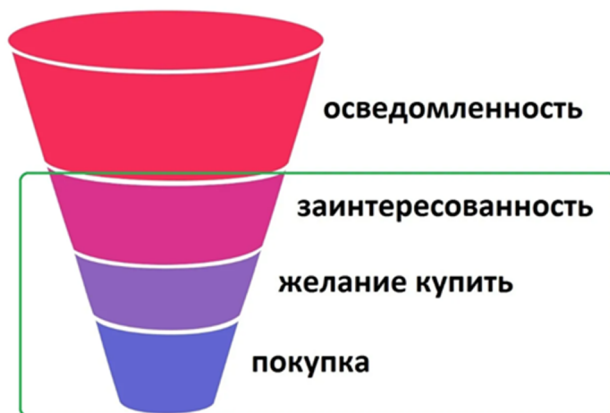 осведомленность
заинтересованность
желание купить
покупка